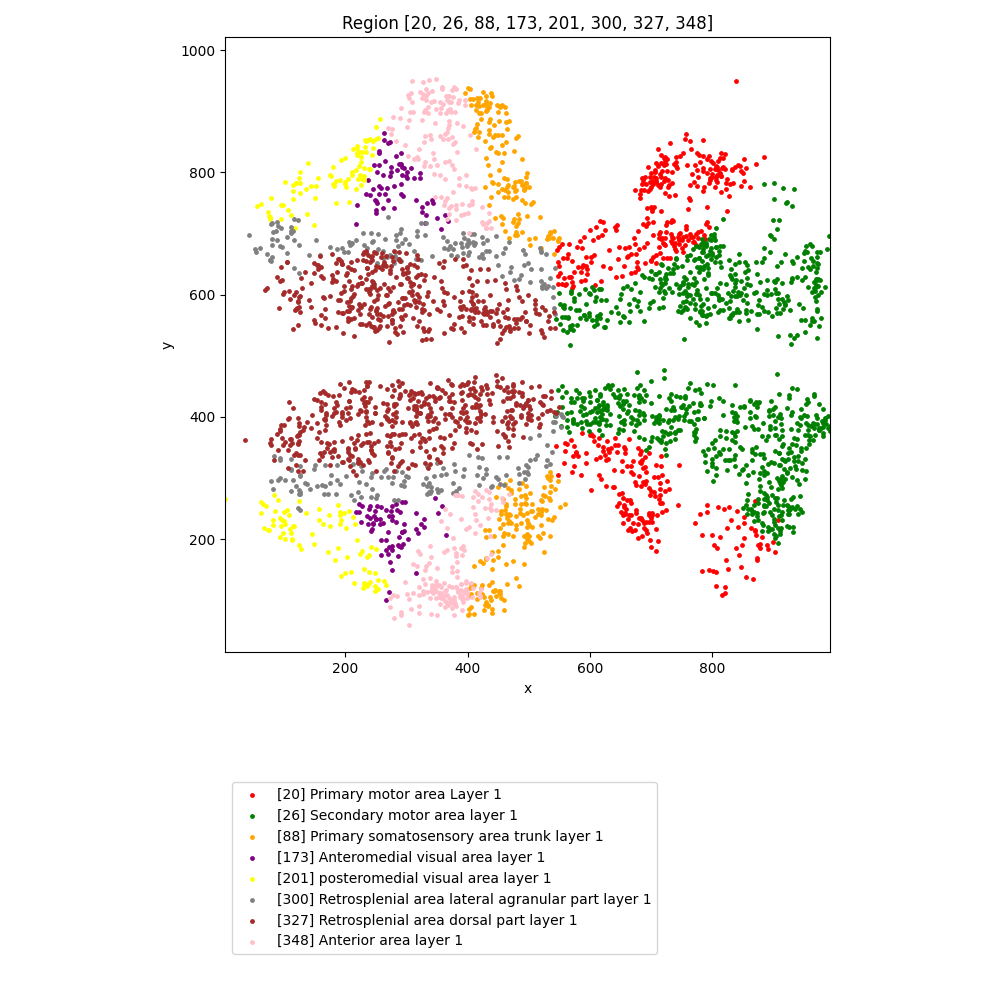 Region [20, 26, 88, 173, 201, 300, 327, 348]
1000
800
600
400
200
y
200 400 600 800
x
[20] Primary motor area Layer 1
[26] Secondary motor area layer 1
[88] Primary somatosensory area trunk layer 1
[173] Anteromedial visual area layer 1
[201] posteromedial visual area layer 1
[300] Retrosplenial area lateral agranular part layer 1
[327] Retrosplenial area dorsal part layer 1
[348] Anterior area layer 1